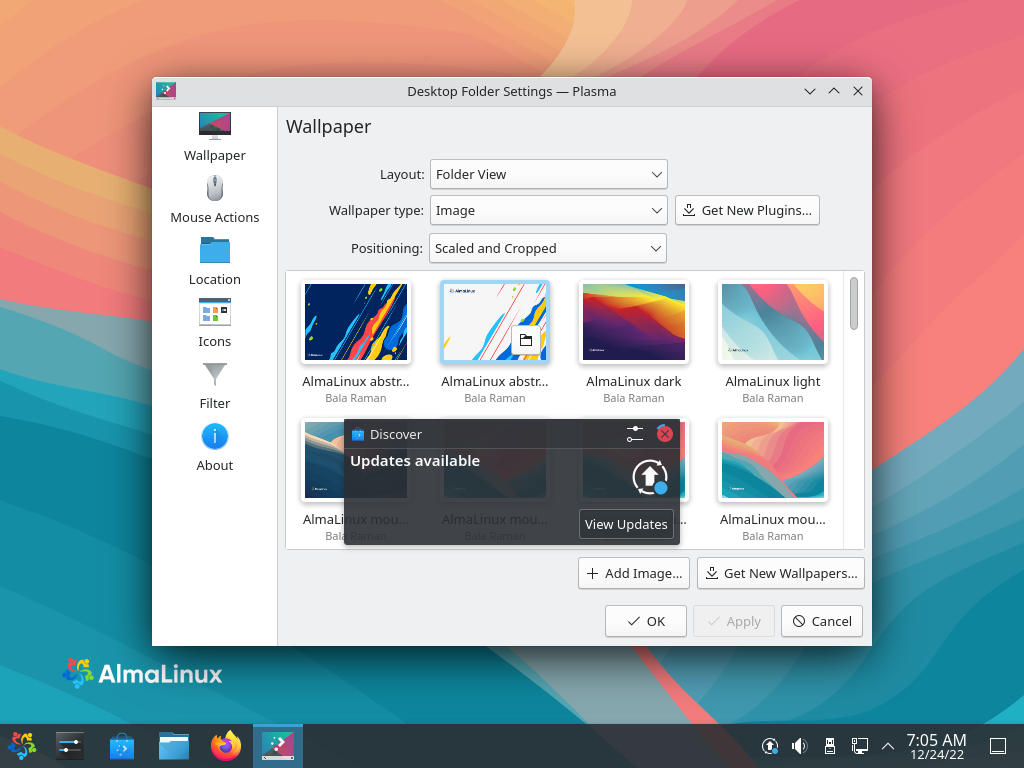 Desktop Folder Settings — Plasma
Wallpaper
Mouse Actions
Location
Icons
Filter
About
Wallpaper
Layout: Folder View
Wallpaper type: Image Get New Plugins...
Positioning: Scaled and Cropped
AlmaLinux abstr... AlmaLinux abstr... AlmaLinux dark AlmaLinux light
Bala Raman Bala Raman Bala Raman Bala Raman
Discover
Updates available
View Updates
AlmaLinux mou... AlmaLinux mou... AlmaLinux mou...
Bala Raman Bala Raman Bala Raman
Add Image... Get New Wallpapers...
OK Apply Cancel
AlmaLinux
7:05 AM
12/24/22